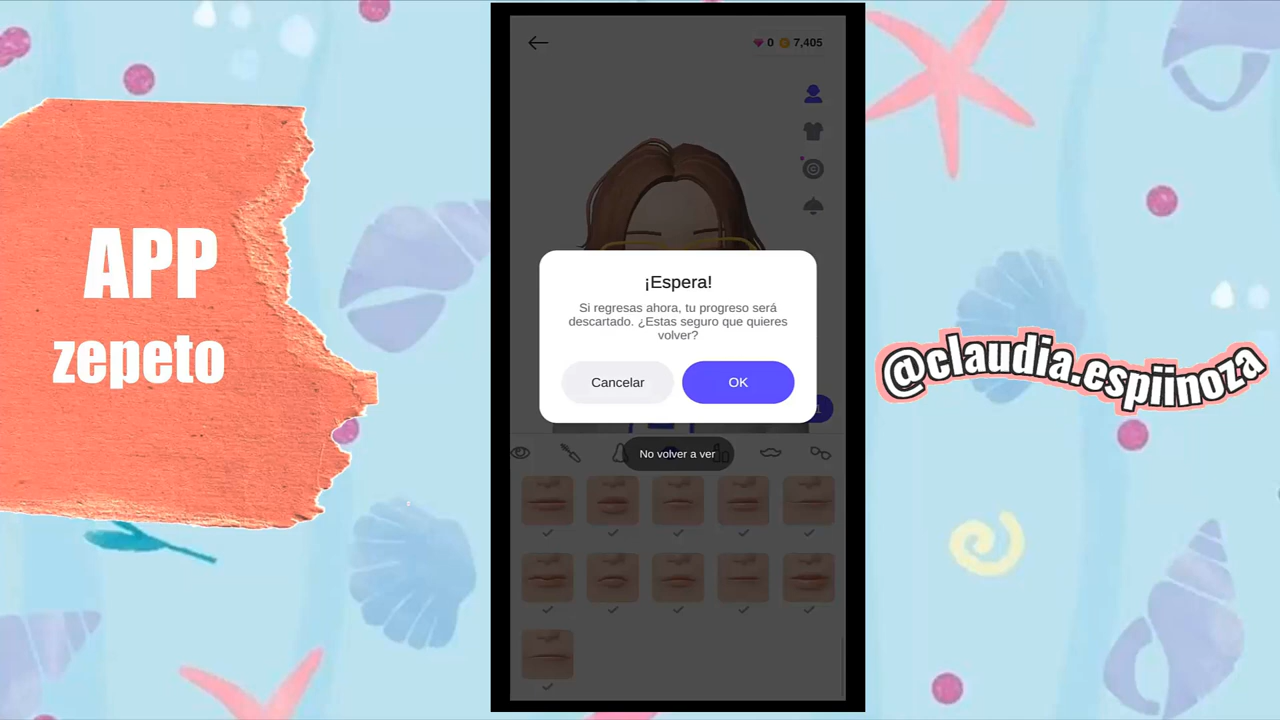 APP
zepeto
0 7,405
¡Espera!
Si regresas ahora, tu progreso será
descartado. ¿Estas seguro que quieres
volver?
Cancelar
OK
No volver a ver
@claudia.espiinoza